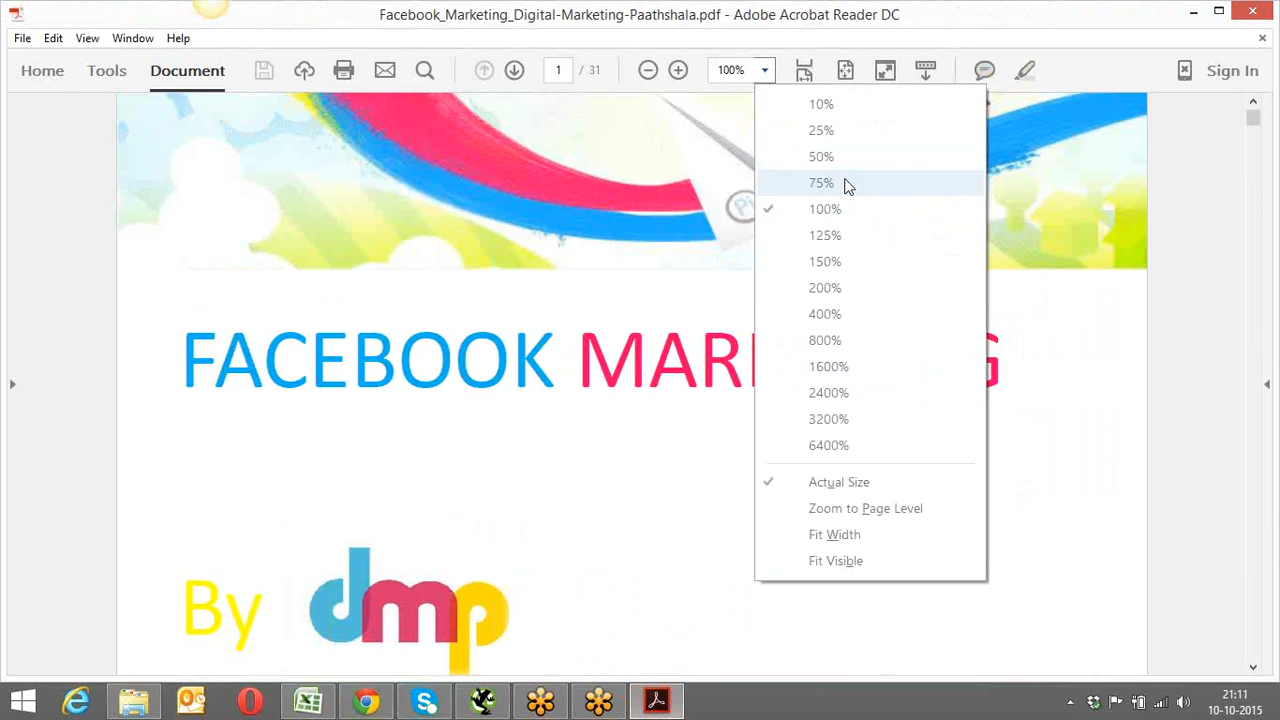 Facebook_Marketing_Digital-Marketing-Paathshala.pdf - Adobe Acrobat Reader DC
File Edit View Window Help
Home Tools Document 1 / 31 100% Sign In
10%
25%
50%
75%
100%
125%
150%
200%
400%
800%
1600%
2400%
3200%
6400%
Actual Size
Zoom to Page Level
Fit Width
Fit Visible
FACEBOOK MAR G
By dmp
21:11
10-10-2015